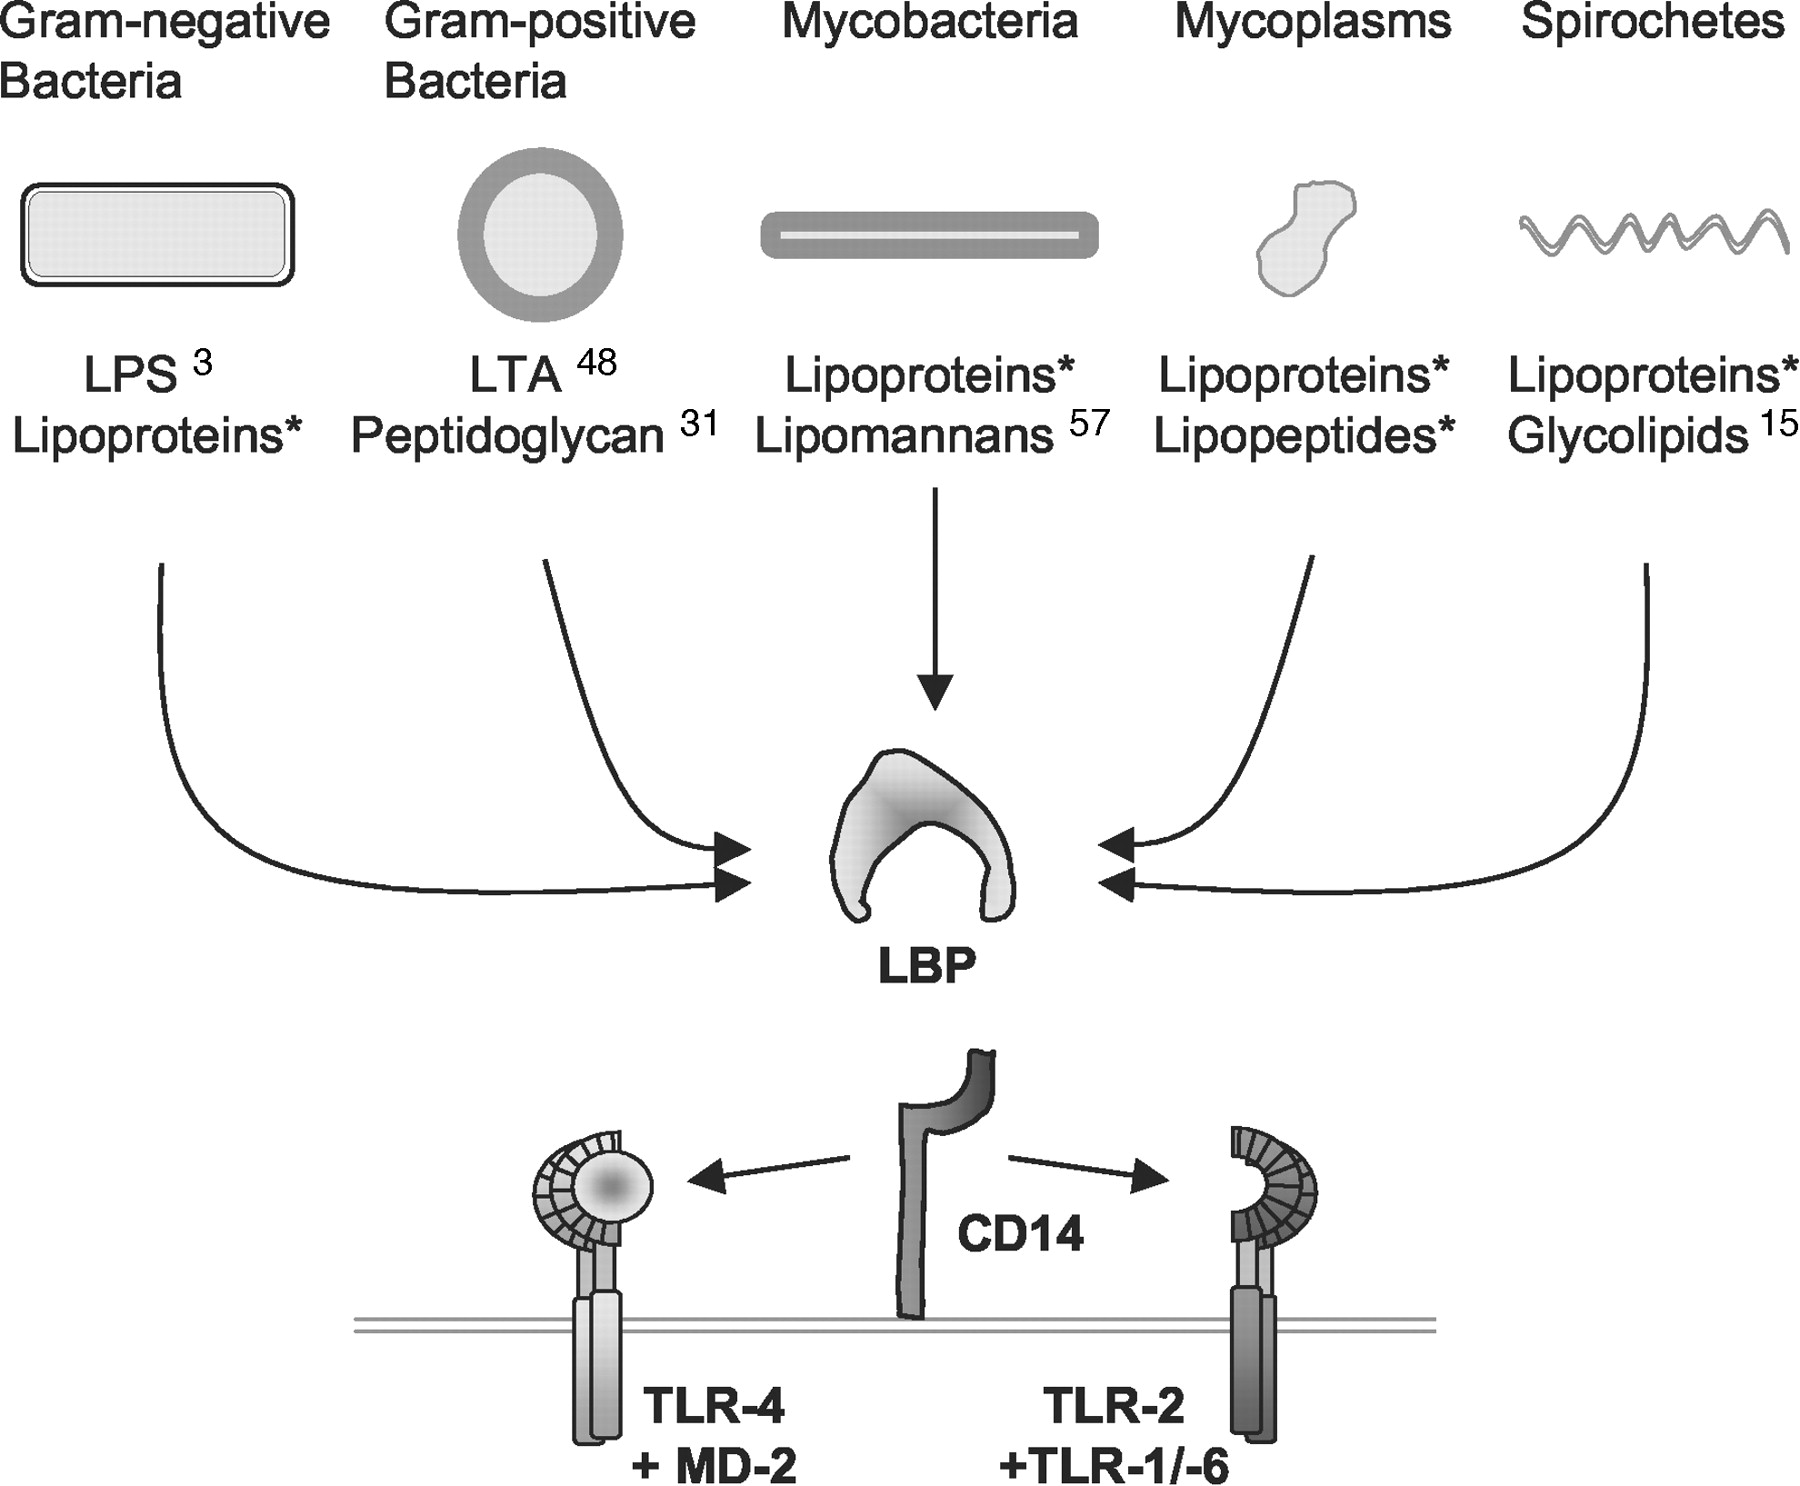 Gram-negative
Bacteria
Gram-positive
Bacteria
Mycobacteria
Mycoplasms
Spirochetes
LPS 3
Lipoproteins*
LTA 48
Peptidoglycan 31
Lipoproteins*
Lipomannans 57
Lipoproteins*
Lipopeptides*
Lipoproteins*
Glycolipids 15
LBP
CD14
TLR-4
+ MD-2
TLR-2
+TLR-1/-6